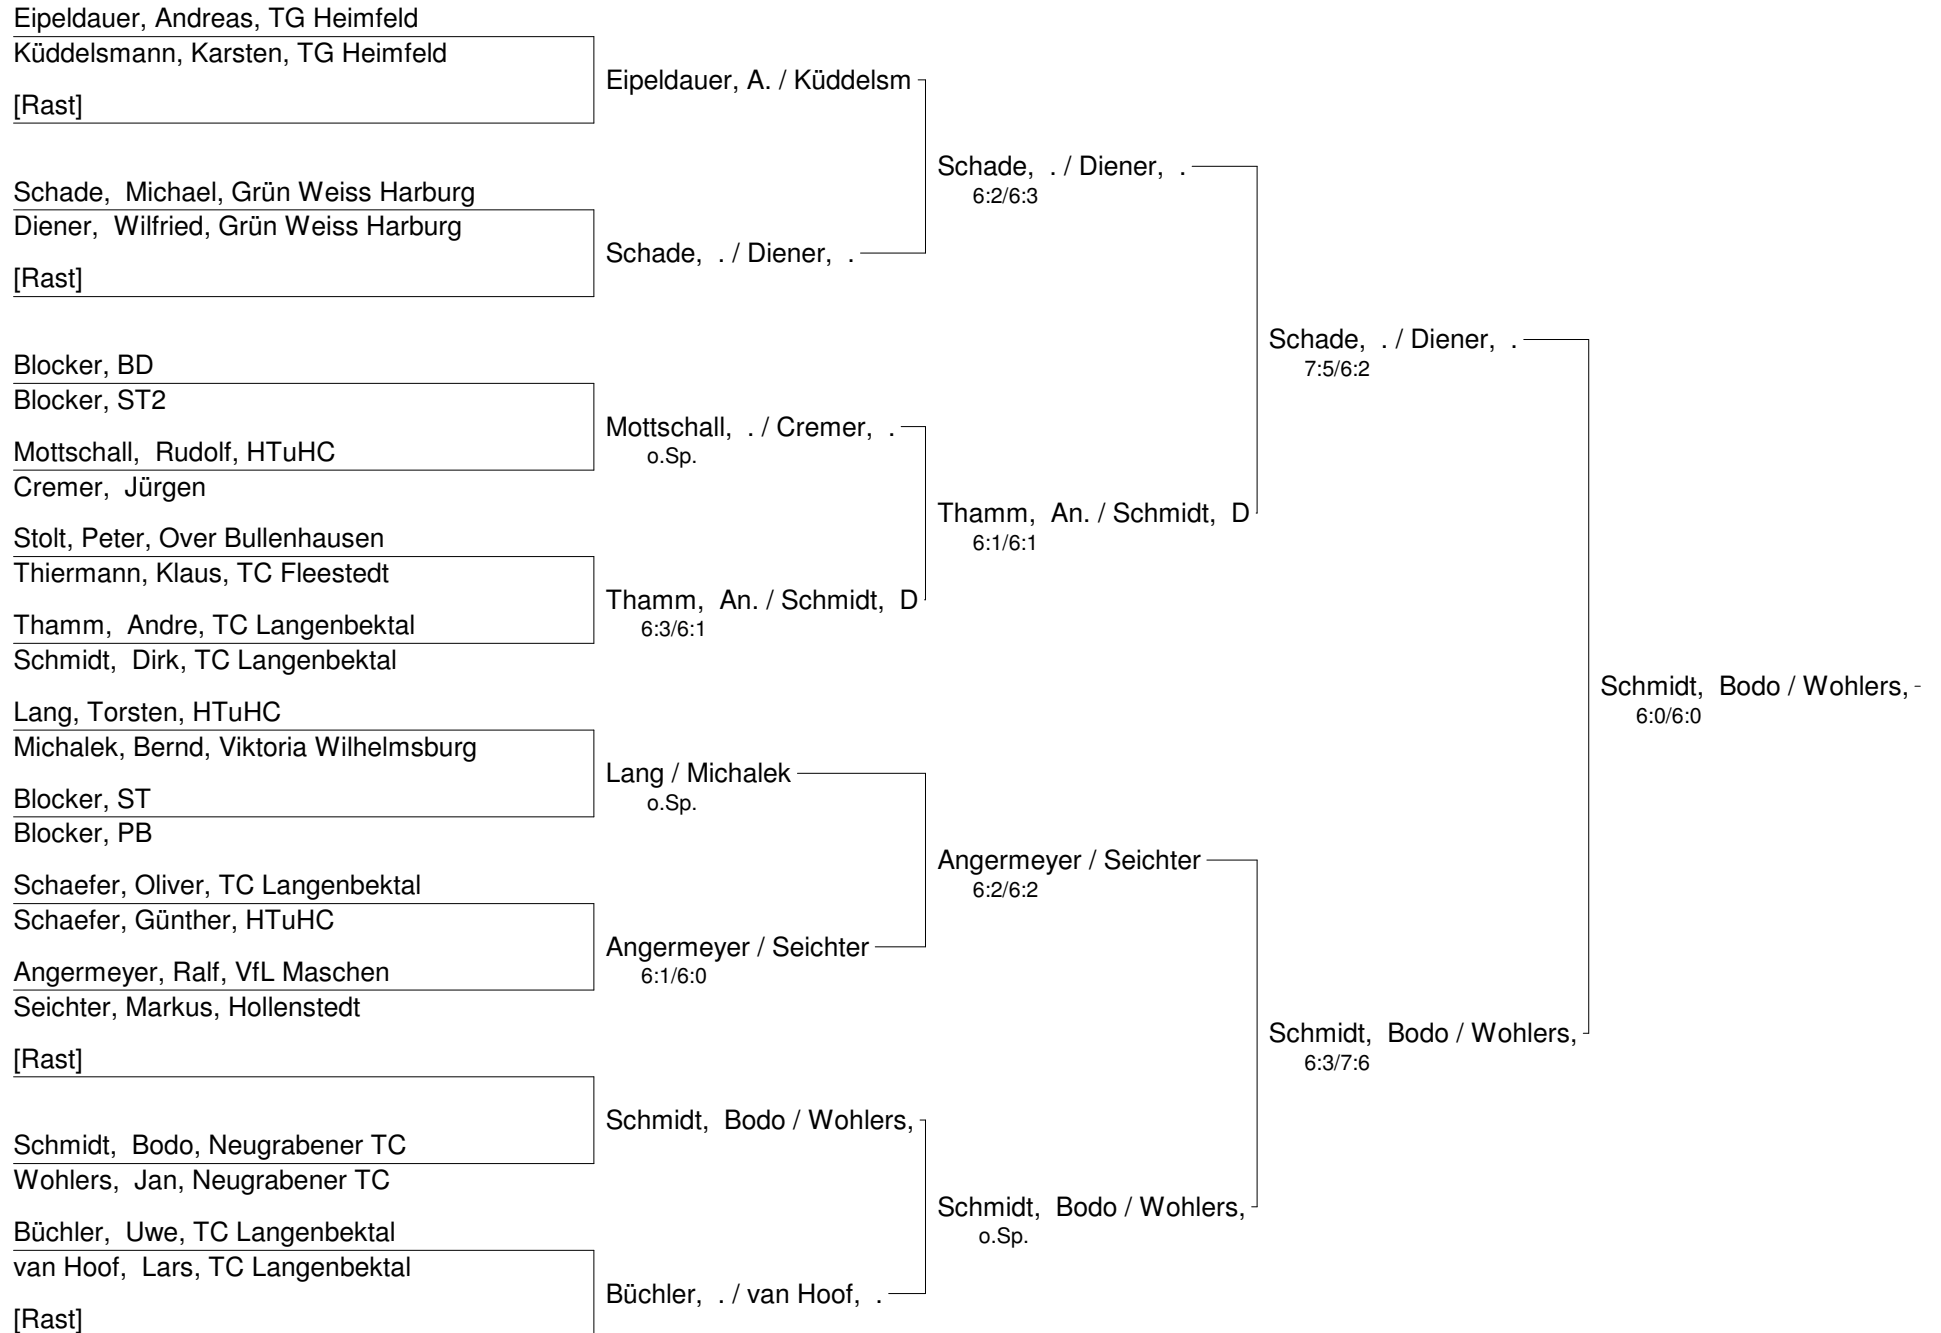 Eipeldauer, Andreas, TG Heimfeld
Küddelsmann, Karsten, TG Heimfeld
[Rast]
Schade,  Michael, Grün Weiss Harburg
Diener,  Wilfried, Grün Weiss Harburg
[Rast]
Blocker, BD
Blocker, ST2
Mottschall,  Rudolf, HTuHC
Cremer,  Jürgen
Stolt, Peter, Over Bullenhausen
Thiermann, Klaus, TC Fleestedt
Thamm,  Andre, TC Langenbektal
Schmidt,  Dirk, TC Langenbektal
Lang, Torsten, HTuHC
Michalek, Bernd, Viktoria Wilhelmsburg
Blocker, ST
Blocker, PB
Schaefer, Oliver, TC Langenbektal
Schaefer, Günther, HTuHC
Angermeyer, Ralf, VfL Maschen
Seichter, Markus, Hollenstedt
[Rast]
Schmidt,  Bodo, Neugrabener TC
Wohlers,  Jan, Neugrabener TC
Büchler,  Uwe, TC Langenbektal
van Hoof,  Lars, TC Langenbektal
[Rast]
Eipeldauer, A. / Küddelsm
Schade,  . / Diener,  .
Mottschall,  . / Cremer,  .
o.Sp.
Thamm,  An. / Schmidt,  D
6:3/6:1
Lang / Michalek
o.Sp.
Angermeyer / Seichter
6:1/6:0
Schmidt,  Bodo / Wohlers,
Büchler,  . / van Hoof,  .
Schade,  . / Diener,  .
6:2/6:3
Thamm,  An. / Schmidt,  D
6:1/6:1
Angermeyer / Seichter
6:2/6:2
Schmidt,  Bodo / Wohlers,
o.Sp.
Schade,  . / Diener,  .
7:5/6:2
Schmidt,  Bodo / Wohlers,
6:3/7:6
Schmidt,  Bodo / Wohlers,
6:0/6:0